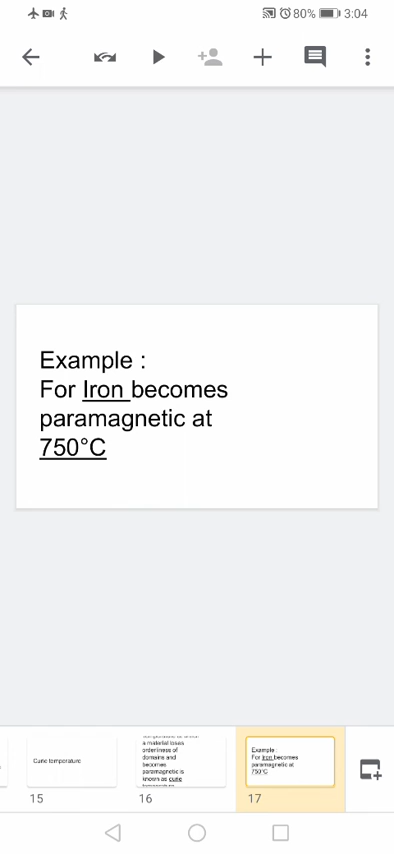 80% 3:04
Example :
For Iron becomes
paramagnetic at
750°C
Curie temperature
a material loses
orderliness of
domains and
becomes
paramagnetic is
known as curie
Example :
For Iron becomes
paramagnetic at
750°C
15
16
17